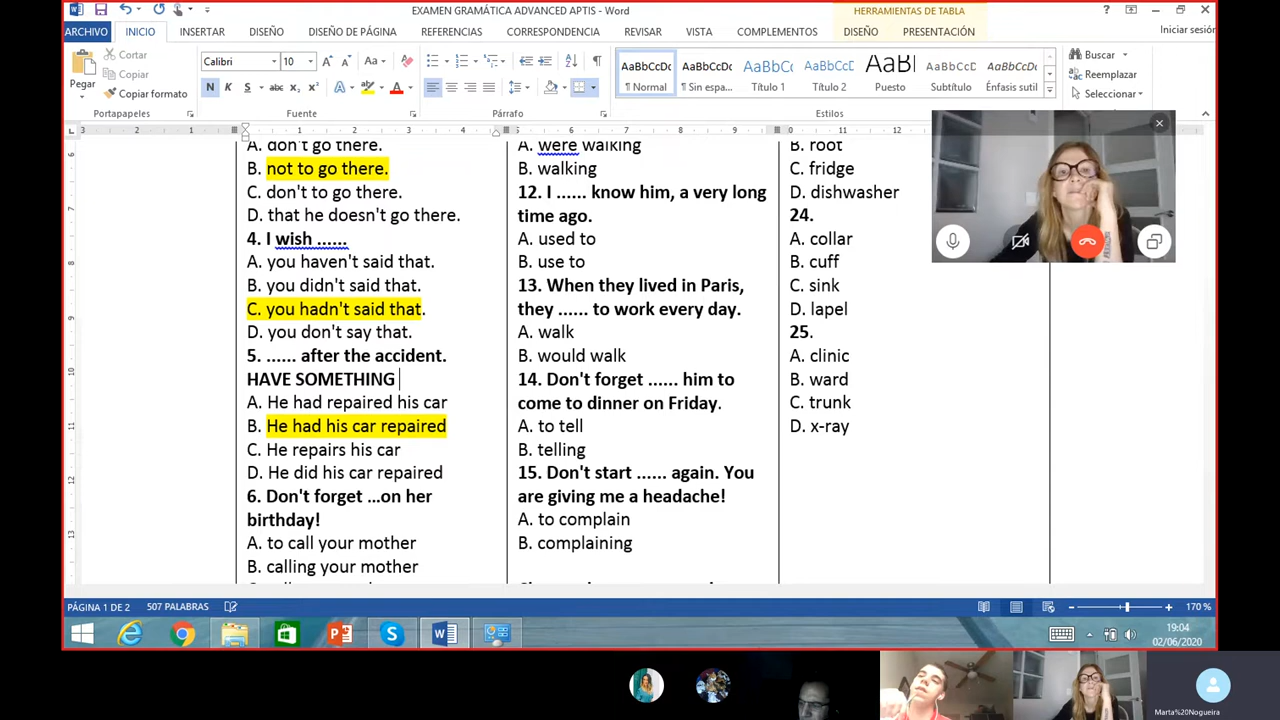 EXAMEN GRAMÁTICA ADVANCED APTIS - Word
HERRAMIENTAS DE TABLA
ARCHIVO INICIO INSERTAR DISEÑO DISEÑO DE PÁGINA REFERENCIAS CORRESPONDENCIA REVISAR VISTA COMPLEMENTOS DISEÑO PRESENTACIÓN
Iniciar sesión
Pegar
Cortar
Copiar
Copiar formato
Portapapeles
Calibri 10
N K S abc
Fuente
Párrafo
AaBbCcDc AaBbCcDc AaBbC AaBbCc AaBb AaBbCcD AaBbCcDc
¶ Normal ¶ Sin espa... Título 1 Título 2 Puesto Subtítulo Énfasis sutil
Estilos
Buscar
Reemplazar
Seleccionar
A. don't go there.
B. not to go there.
C. don't to go there.
D. that he doesn't go there.
4. I wish ......
A. you haven't said that.
B. you didn't said that.
C. you hadn't said that.
D. you don't say that.
5. ...... after the accident.
HAVE SOMETHING
A. He had repaired his car
B. He had his car repaired
C. He repairs his car
D. He did his car repaired
6. Don't forget ...on her
birthday!
A. to call your mother
B. calling your mother
A. were walking
B. walking
12. I ...... know him, a very long
time ago.
A. used to
B. use to
13. When they lived in Paris,
they ...... to work every day.
A. walk
B. would walk
14. Don't forget ...... him to
come to dinner on Friday.
A. to tell
B. telling
15. Don't start ...... again. You
are giving me a headache!
A. to complain
B. complaining
B. root
C. fridge
D. dishwasher
24.
A. collar
B. cuff
C. sink
D. lapel
25.
A. clinic
B. ward
C. trunk
D. x-ray
PÁGINA 1 DE 2 507 PALABRAS
170 %
19:04
02/06/2020
Marta%20Nogueira